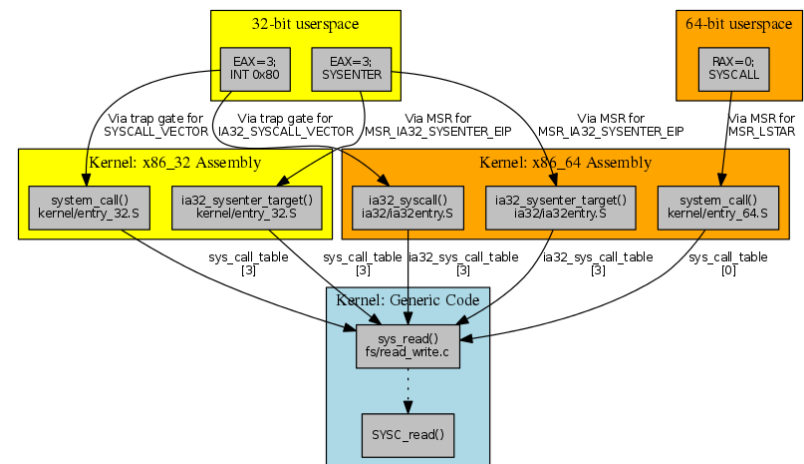 32-bit userspace
64-bit userspace
EAX=3;
INT 0x80
EAX=3;
SYSENTER
RAX=0;
SYSCALL
Via trap gate for
SYSCALL_VECTOR
Via trap gate for
IA32_SYSCALL_VECTOR
Via MSR for
MSR_IA32_SYSENTER_EIP
Via MSR for
MSR_IA32_SYSENTER_EIP
Via MSR for
MSR_LSTAR
Kernel: x86_32 Assembly
Kernel: x86_64 Assembly
system_call()
kernel/entry_32.S
ia32_sysenter_target()
kernel/entry_32.S
ia32_syscall()
ia32/ia32entry.S
ia32_sysenter_target()
ia32/ia32entry.S
system_call()
kernel/entry_64.S
sys_call_table
[3]
sys_call_table
[3]
ia32_sys_call_table
[3]
ia32_sys_call_table
[3]
sys_call_table
[0]
Kernel: Generic Code
sys_read()
fs/read_write.c
SYSC_read()